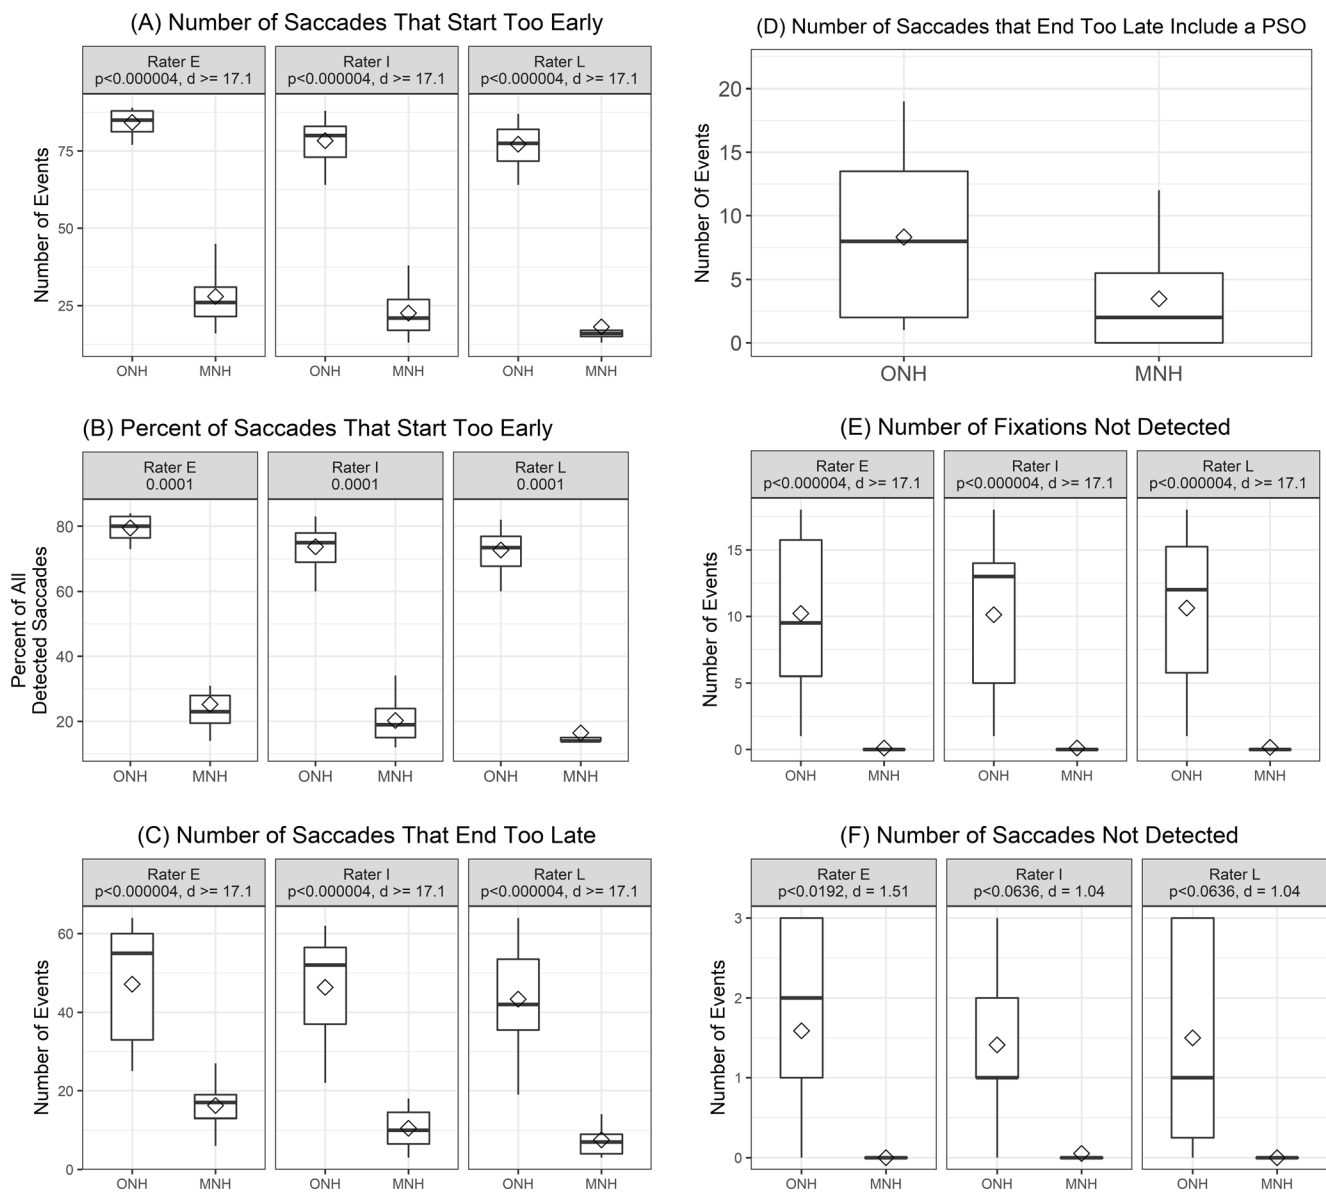 (A) Number of Saccades That Start Too Early
Rater E
p<0.000004, d >= 17.1
Rater I
p<0.000004, d >= 17.1
Rater L
p<0.000004, d >= 17.1
Number of Events
75
50
25
ONH
MNH
ONH
MNH
ONH
MNH
(B) Percent of Saccades That Start Too Early
Rater E
0.0001
Rater I
0.0001
Rater L
0.0001
Percent of All
Detected Saccades
80
60
40
20
ONH
MNH
ONH
MNH
ONH
MNH
(C) Number of Saccades That End Too Late
Rater E
p<0.000004, d >= 17.1
Rater I
p<0.000004, d >= 17.1
Rater L
p<0.000004, d >= 17.1
Number of Events
60
40
20
0
ONH
MNH
ONH
MNH
ONH
MNH
(D) Number of Saccades that End Too Late Include a PSO
Number Of Events
20
15
10
5
0
ONH
MNH
(E) Number of Fixations Not Detected
Rater E
p<0.000004, d >= 17.1
Rater I
p<0.000004, d >= 17.1
Rater L
p<0.000004, d >= 17.1
Number of Events
15
10
5
0
ONH
MNH
ONH
MNH
ONH
MNH
(F) Number of Saccades Not Detected
Rater E
p<0.0192, d = 1.51
Rater I
p<0.0636, d = 1.04
Rater L
p<0.0636, d = 1.04
Number of Events
3
2
1
0
ONH
MNH
ONH
MNH
ONH
MNH